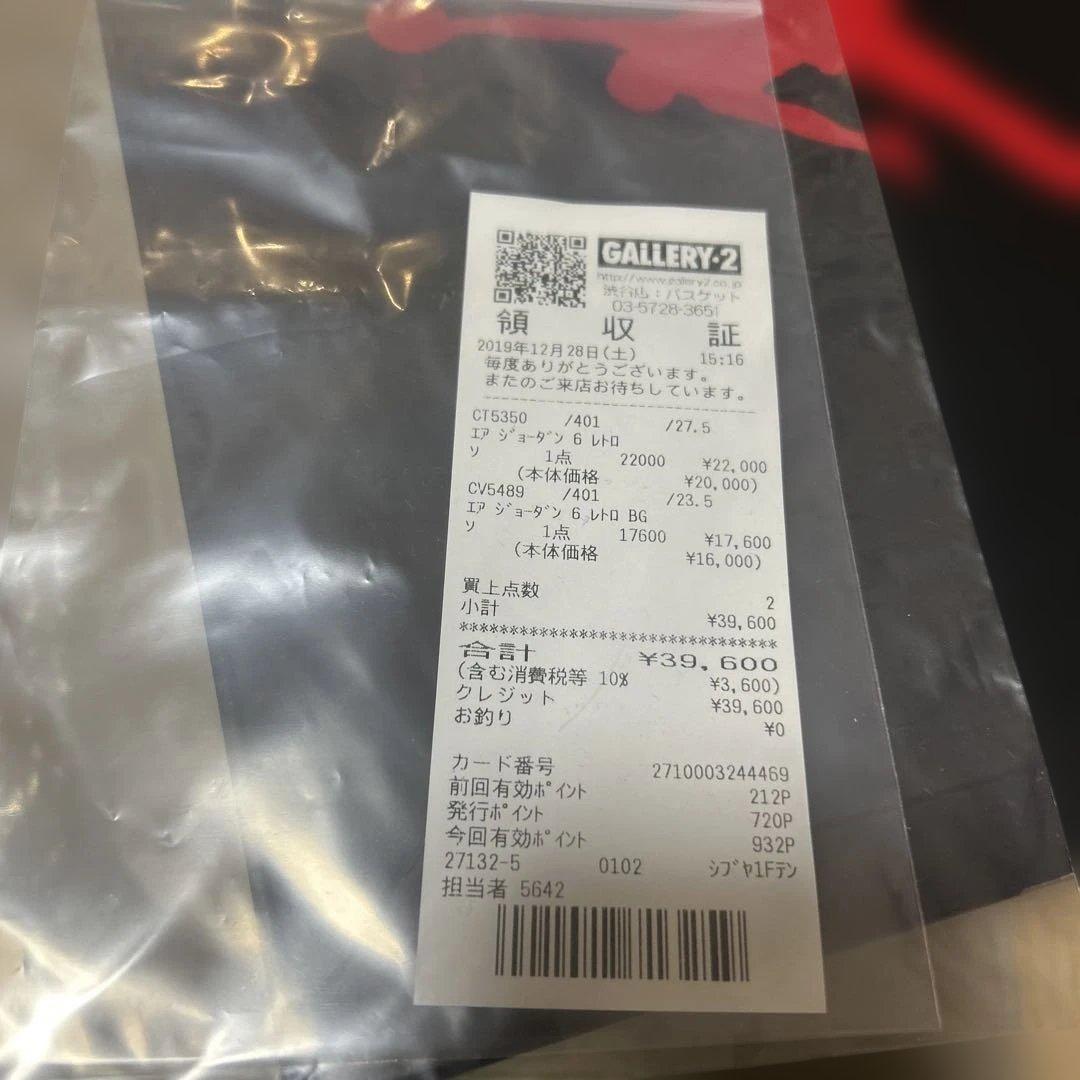 GALLERY・2
http://www.gallery2.co.jp
渋谷店：バスケット
03-5728-3651
領 収 証
2019年12月28日(土) 15:16
毎度ありがとうございます。
またのご来店お待ちしています。
CT5350 /401 /27.5
ｴｱ ｼﾞｮｰﾀﾞﾝ 6 ﾚﾄﾛ
ｿ 1点 22000 ¥22,000
(本体価格 ¥20,000)
CV5489 /401 /23.5
ｴｱ ｼﾞｮｰﾀﾞﾝ 6 ﾚﾄﾛ BG
ｿ 1点 17600 ¥17,600
(本体価格 ¥16,000)
買上点数 2
小計 ¥39,600
*********************************
合計 ¥39,600
(含む消費税等 10% ¥3,600)
クレジット ¥39,600
お釣り ¥0
カード番号 2710003244469
前回有効ﾎﾟｲﾝﾄ 212P
発行ﾎﾟｲﾝﾄ 720P
今回有効ﾎﾟｲﾝﾄ 932P
27132-5 0102 ｼﾌﾞﾔ1Fﾃﾝ
担当者 5642